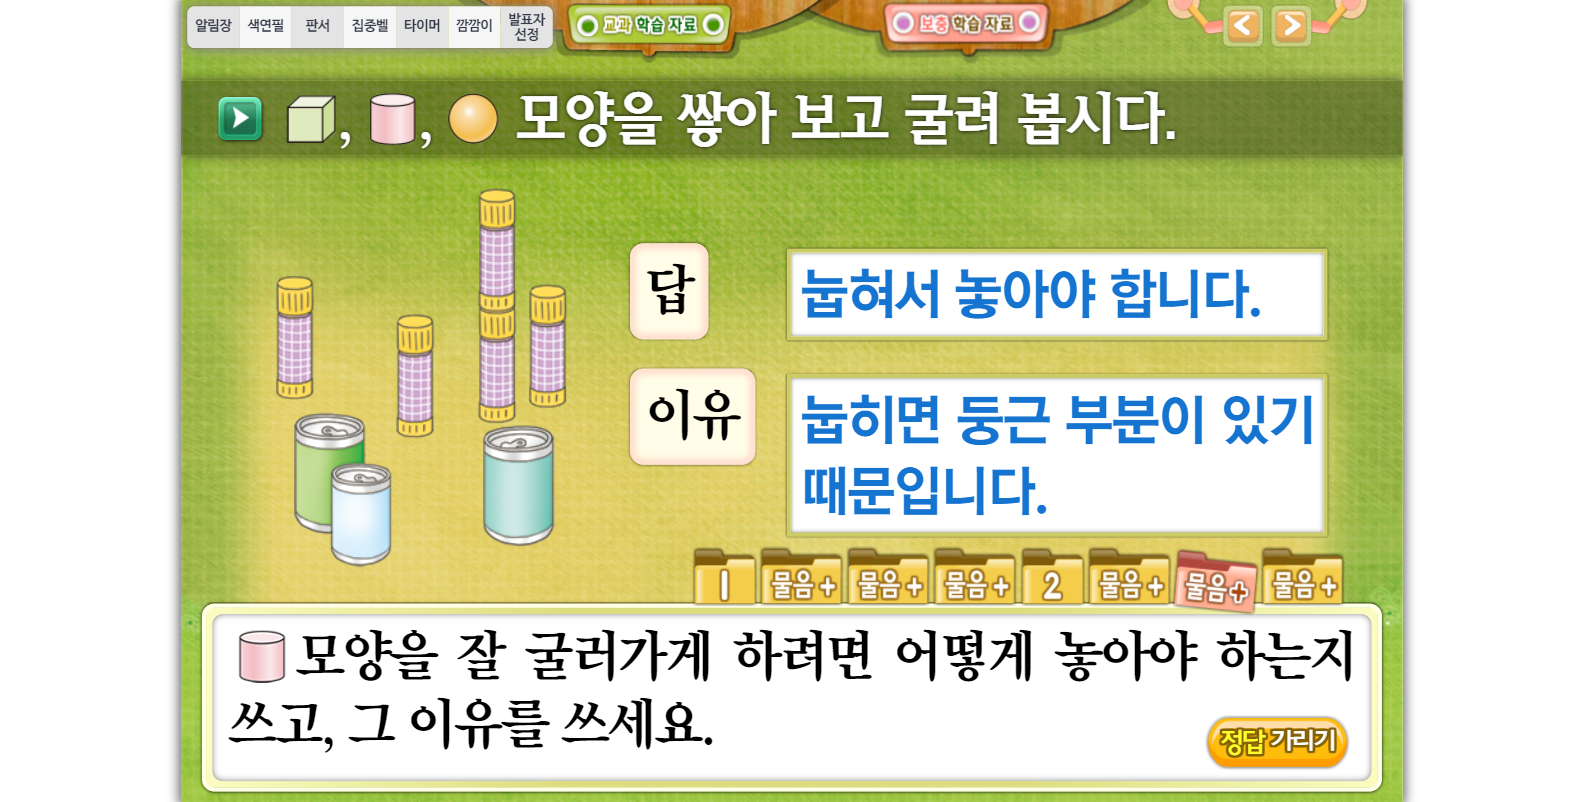 알림장 색연필 판서 집중벨 타이머 깜깜이 발표자
선정
교과 학습 자료
보충 학습 자료
, , 모양을 쌓아 보고 굴려 봅시다.
답
눕혀서 놓아야 합니다.
이유
눕히면 둥근 부분이 있기
때문입니다.
1 물음+ 물음+ 물음+ 2 물음+ 물음+ 물음+
모양을 잘 굴러가게 하려면 어떻게 놓아야 하는지
쓰고, 그 이유를 쓰세요.
정답 가리기